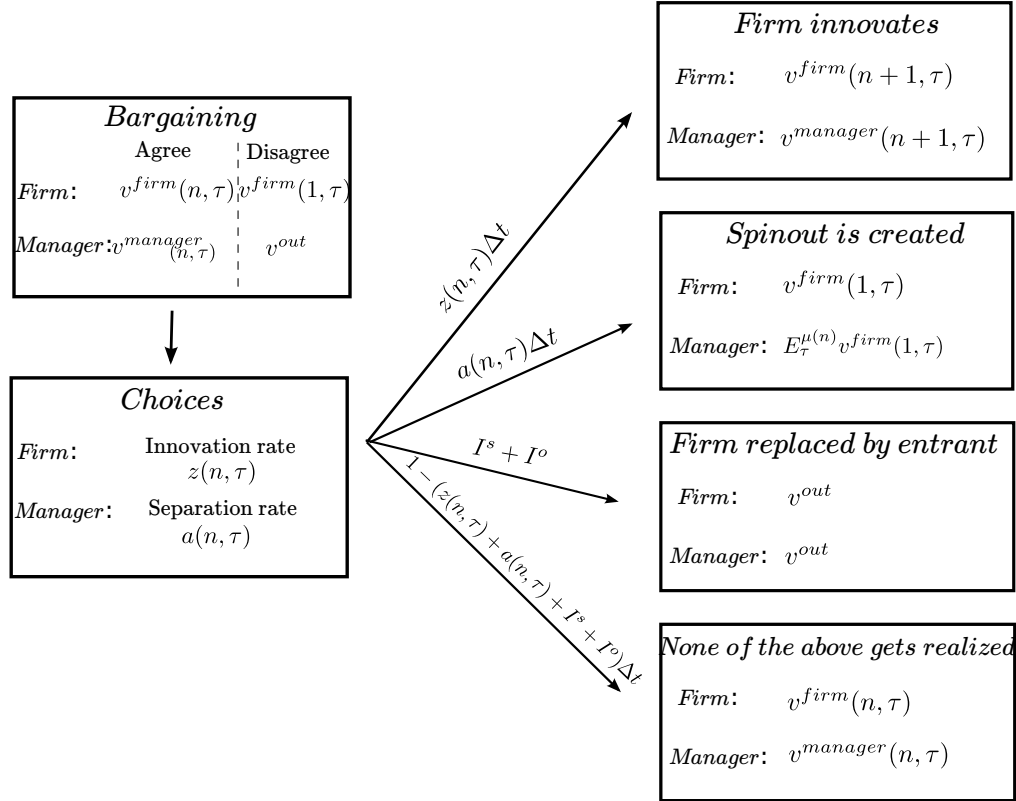 Bargaining
Agree Disagree
Firm: v^{firm}(n, τ) v^{firm}(1, τ)
Manager: v^{manager}(n, τ) v^{out}
Choices
Firm: Innovation rate
z(n, τ)
Manager: Separation rate
a(n, τ)
z(n, τ)Δt
a(n, τ)Δt
I^s + I^o
1 − (z(n, τ) + a(n, τ) + I^s + I^o)Δt
Firm innovates
Firm: v^{firm}(n + 1, τ)
Manager: v^{manager}(n + 1, τ)
Spinout is created
Firm: v^{firm}(1, τ)
Manager: E_τ^{μ(n)} v^{firm}(1, τ)
Firm replaced by entrant
Firm: v^{out}
Manager: v^{out}
None of the above gets realized
Firm: v^{firm}(n, τ)
Manager: v^{manager}(n, τ)